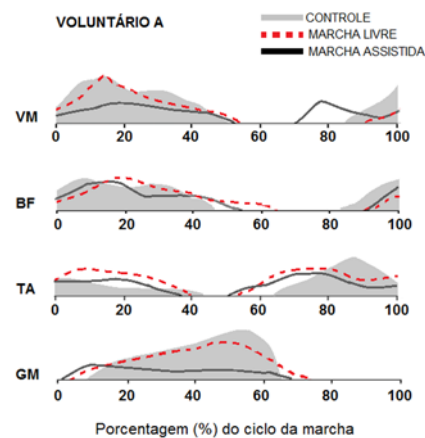 VOLUNTÁRIO A
CONTROLE
MARCHA LIVRE
MARCHA ASSISTIDA
VM
0 20 40 60 80 100
BF
0 20 40 60 80 100
TA
0 20 40 60 80 100
GM
0 20 40 60 80 100
Porcentagem (%) do ciclo da marcha